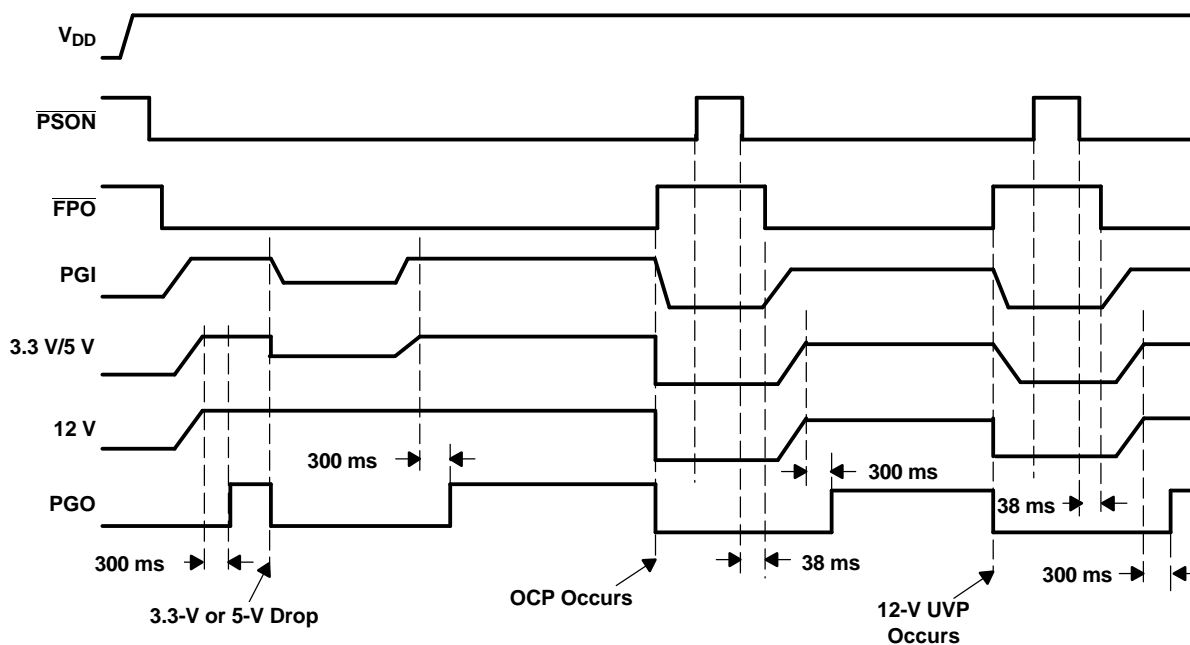 VDD
PSON
FPO
PGI
3.3 V/5 V
12 V
300 ms
300 ms
PGO
38 ms
300 ms
38 ms
300 ms
OCP Occurs
3.3-V or 5-V Drop
12-V UVP
Occurs